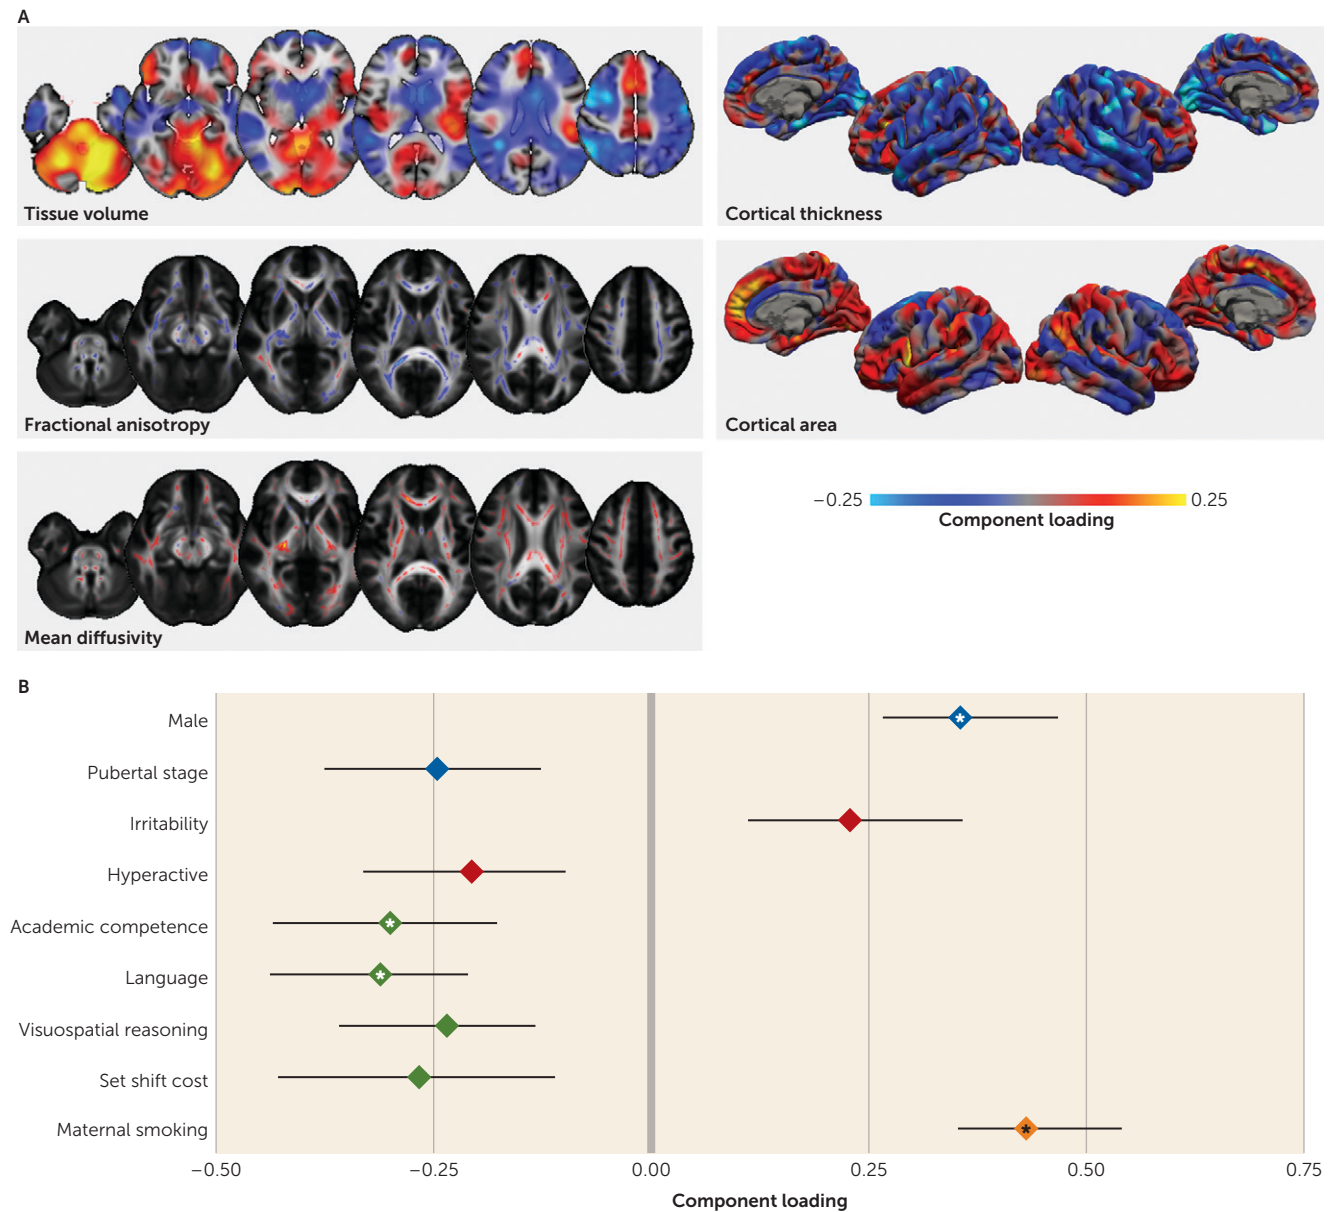 A
Tissue volume
Cortical thickness
Fractional anisotropy
Cortical area
−0.25
0.25
Component loading
Mean diffusivity
B
Male
*
Pubertal stage
Irritability
Hyperactive
Academic competence
*
Language
*
Visuospatial reasoning
Set shift cost
Maternal smoking
*
−0.50
−0.25
0.00
0.25
0.50
0.75
Component loading